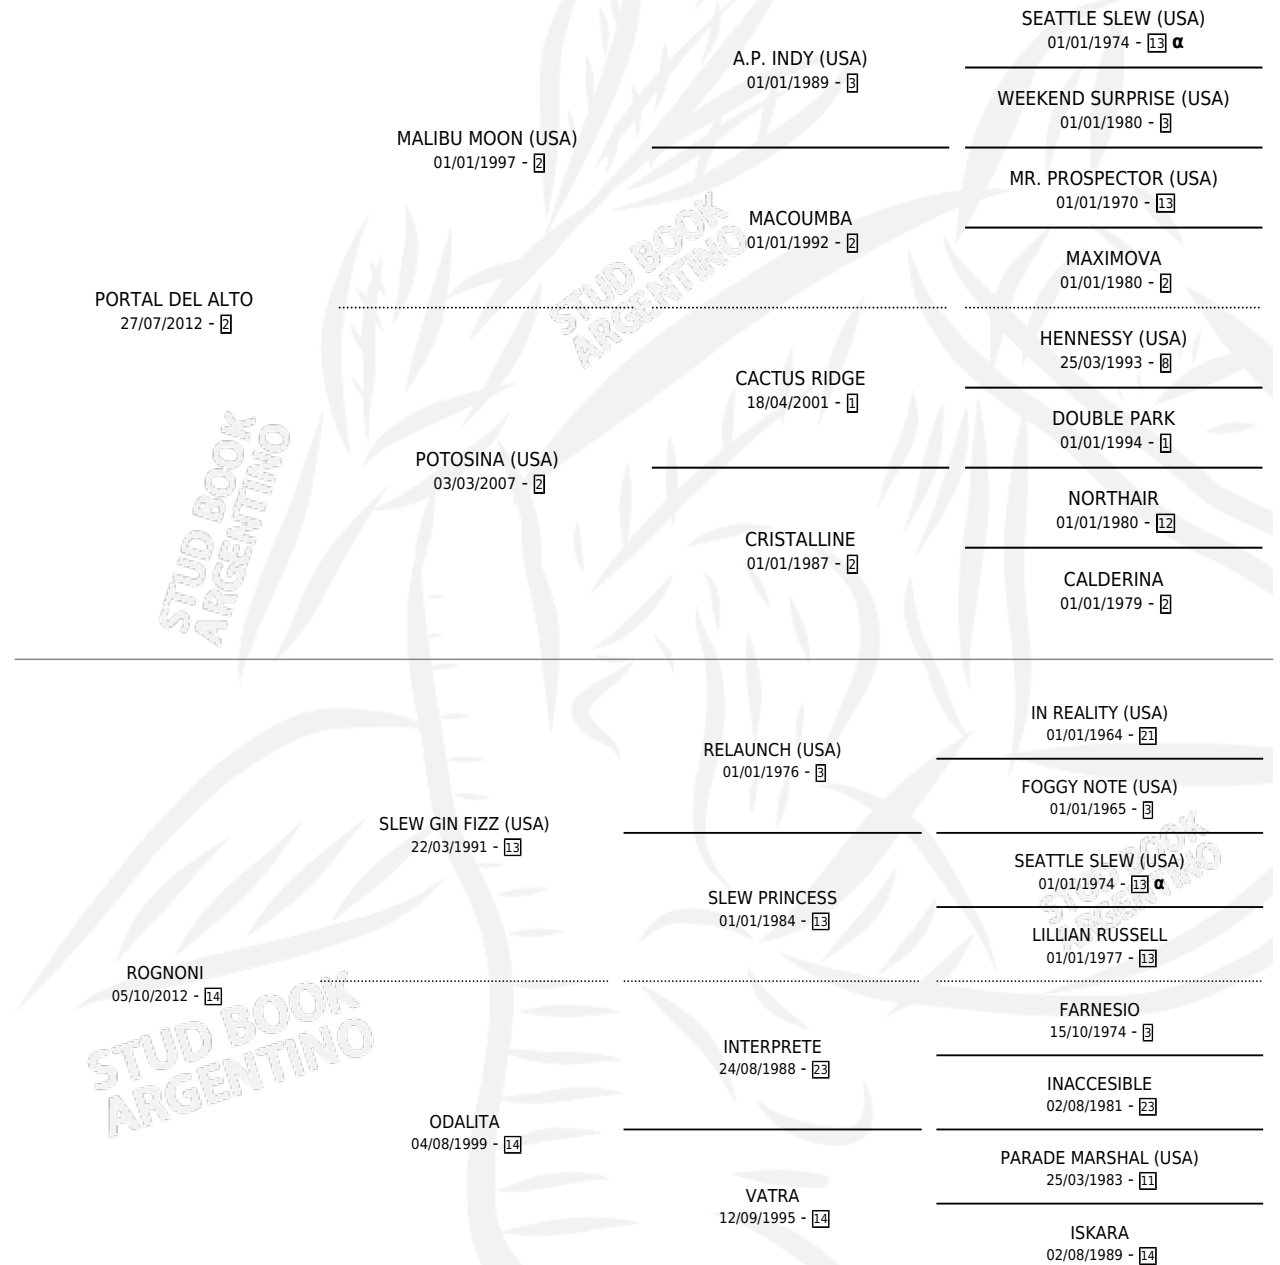 SEATTLE SLEW (USA)
01/01/1974 - 13 α
A.P. INDY (USA)
01/01/1989 - 3
WEEKEND SURPRISE (USA)
01/01/1980 - 3
MALIBU MOON (USA)
01/01/1997 - 2
MR. PROSPECTOR (USA)
01/01/1970 - 13
MACOUMBA
01/01/1992 - 2
MAXIMOVA
01/01/1980 - 2
PORTAL DEL ALTO
27/07/2012 - 2
HENNESSY (USA)
25/03/1993 - 8
CACTUS RIDGE
18/04/2001 - 1
DOUBLE PARK
01/01/1994 - 1
POTOSINA (USA)
03/03/2007 - 2
NORTHAIR
01/01/1980 - 12
CRISTALLINE
01/01/1987 - 2
CALDERINA
01/01/1979 - 2
IN REALITY (USA)
01/01/1964 - 21
RELAUNCH (USA)
01/01/1976 - 3
FOGGY NOTE (USA)
01/01/1965 - 3
SLEW GIN FIZZ (USA)
22/03/1991 - 13
SEATTLE SLEW (USA)
01/01/1974 - 13 α
SLEW PRINCESS
01/01/1984 - 13
LILLIAN RUSSELL
01/01/1977 - 13
ROGNONI
05/10/2012 - 14
FARNESIO
15/10/1974 - 3
INTERPRETE
24/08/1988 - 23
INACCESIBLE
02/08/1981 - 23
ODALITA
04/08/1999 - 14
PARADE MARSHAL (USA)
25/03/1983 - 11
VATRA
12/09/1995 - 14
ISKARA
02/08/1989 - 14
STUD BOOK
ARGENTINO
STUD BOOK
ARGENTINO
STUD BOOK
ARGENTINO
STUD BOOK
ARGENTINO